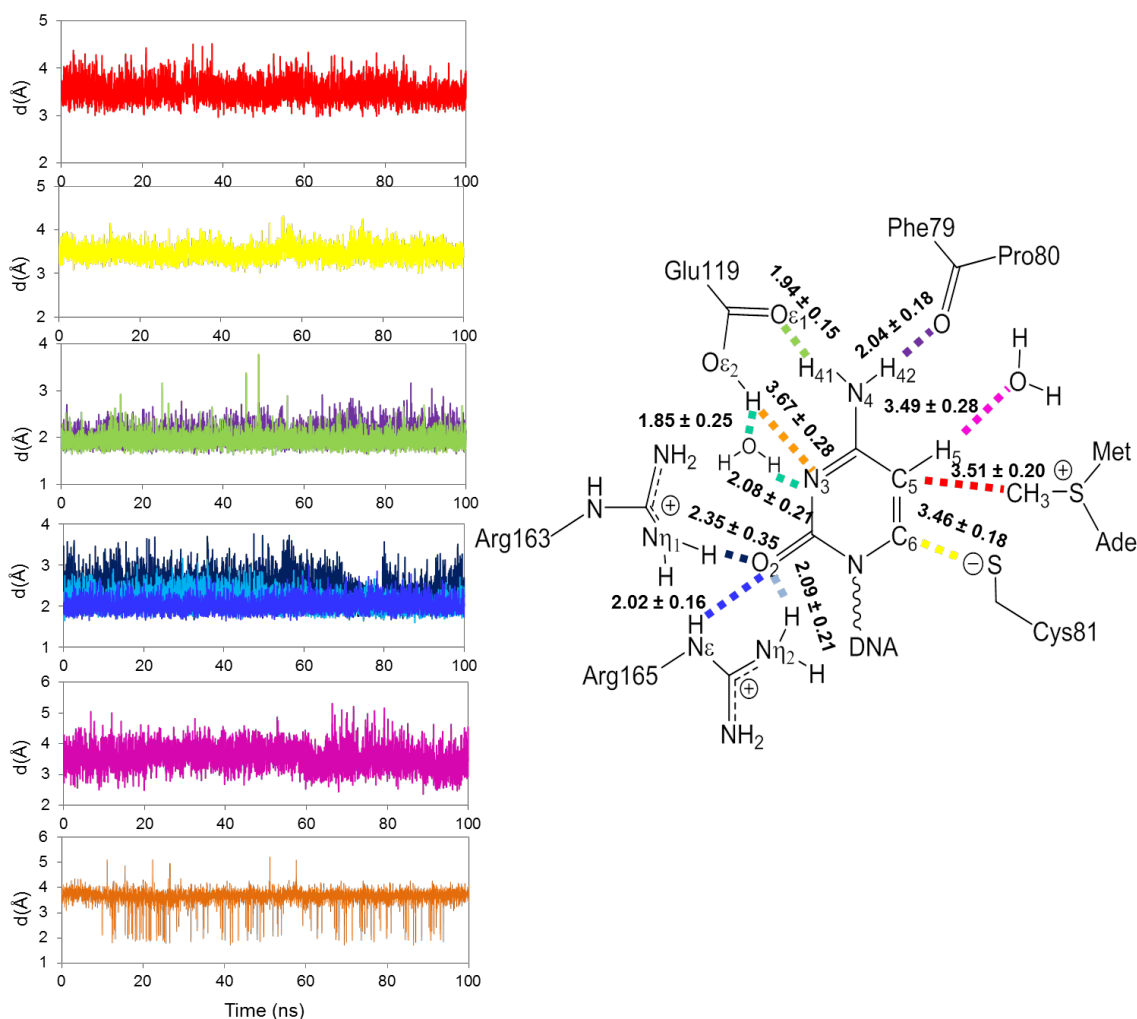 d(Å)
5
4
3
2
0 20 40 60 80 100
d(Å)
5
4
3
2
0 20 40 60 80 100
d(Å)
4
3
2
1
0 20 40 60 80 100
d(Å)
4
3
2
1
0 20 40 60 80 100
d(Å)
6
5
4
3
2
0 20 40 60 80 100
d(Å)
6
5
4
3
2
1
0 20 40 60 80 100
Time (ns)
Phe79
Pro80
Glu119
1.94 ± 0.15
2.04 ± 0.18
Oε1
O
Oε2
H41 H42
H
O
H
N4
3.49 ± 0.28
H
3.67 ± 0.28
1.85 ± 0.25
H5
Met
NH2
O
H H
N3
C5
3.51 ± 0.20
CH3
S
⊕
H
N
⊕
2.08 ± 0.21
3.46 ± 0.18
Ade
Arg163
Nη1
H
2.35 ± 0.35
O2
C6
N
⊖
S
H
2.02 ± 0.16
2.09 ± 0.21
H
H
DNA
Cys81
Nε
Nη2
H
Arg165
⊕
NH2